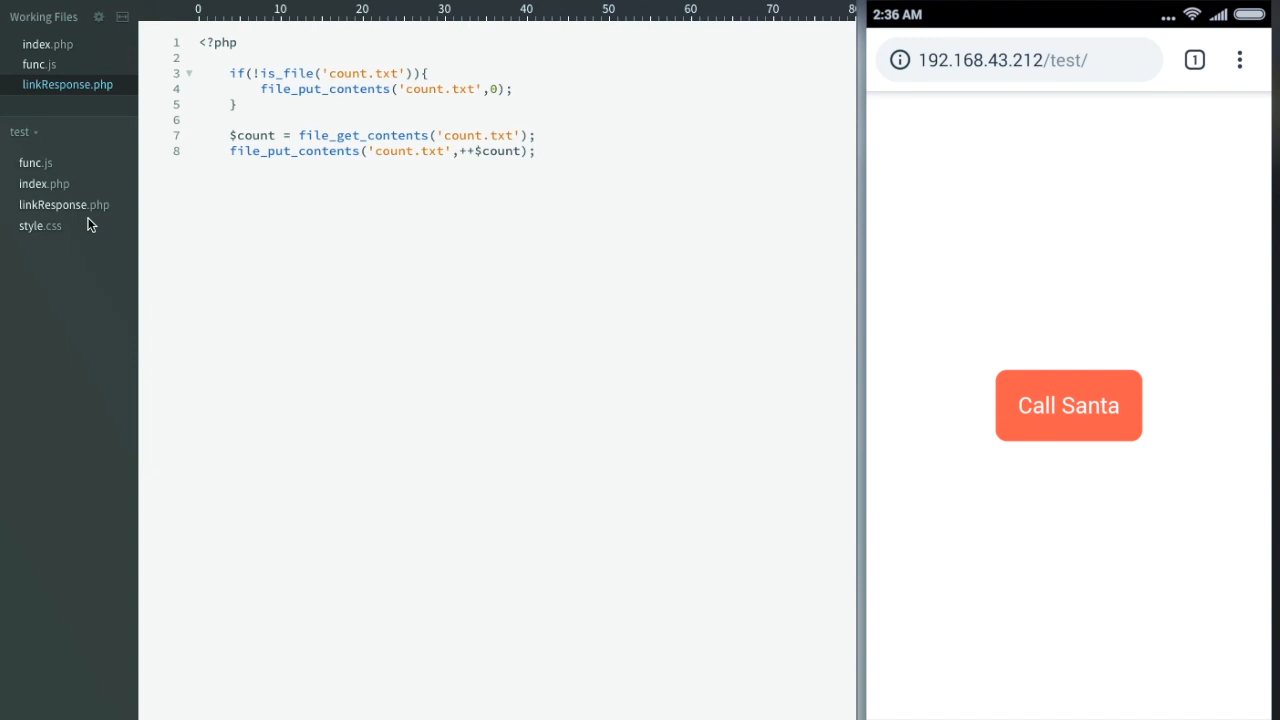 Working Files
index.php
func.js
linkResponse.php
test
func.js
index.php
linkResponse.php
style.css
0 10 20 30 40 50 60 70 8
1 <?php
2
3 if(!is_file('count.txt')){
4 file_put_contents('count.txt',0);
5 }
6
7 $count = file_get_contents('count.txt');
8 file_put_contents('count.txt',++$count);
2:36 AM
192.168.43.212/test/
1
Call Santa